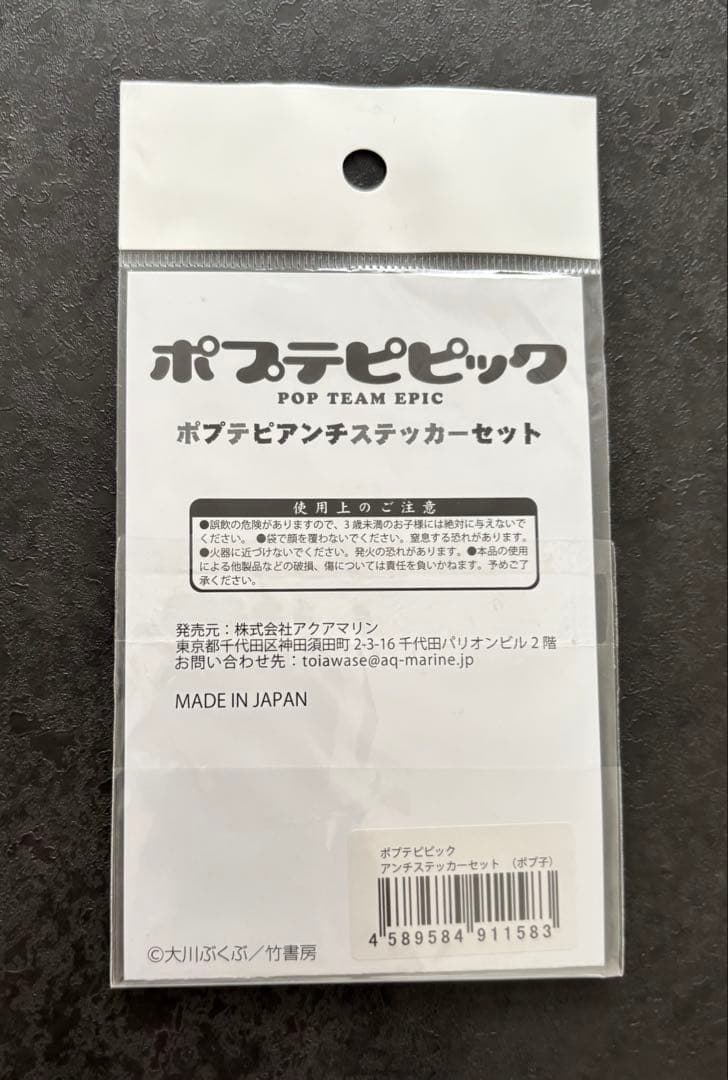 ポプテピピック
POP TEAM EPIC
ポプテピアンチステッカーセット
使用上のご注意
●誤飲の危険がありますので、3歳未満のお子様には絶対に与えないで
ください。 ●袋で顔を覆わないでください。窒息する恐れがあります。
●火器に近づけないでください。発火の恐れがあります。●本品の使用
による他製品などの破損、傷については責任を負いかねます。予めご了
承ください。
発売元：株式会社アクアマリン
東京都千代田区神田須田町 2-3-16 千代田パリオンビル 2 階
お問い合わせ先：toiawase@aq-marine.jp
MADE IN JAPAN
ポプテピピック
アンチステッカーセット （ポプ子）
4 589584 911583
©大川ぶくぶ／竹書房